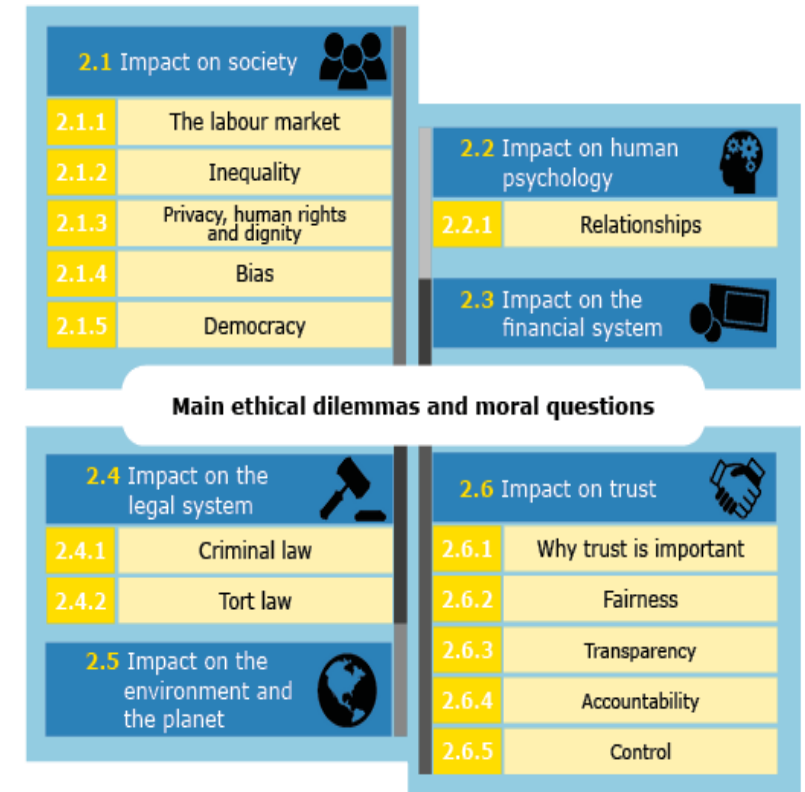 2.1 Impact on society
2.1.1 The labour market
2.1.2 Inequality
2.1.3 Privacy, human rights
and dignity
2.1.4 Bias
2.1.5 Democracy
2.2 Impact on human
psychology
2.2.1 Relationships
2.3 Impact on the
financial system
Main ethical dilemmas and moral questions
2.4 Impact on the
legal system
2.4.1 Criminal law
2.4.2 Tort law
2.5 Impact on the
environment and
the planet
2.6 Impact on trust
2.6.1 Why trust is important
2.6.2 Fairness
2.6.3 Transparency
2.6.4 Accountability
2.6.5 Control